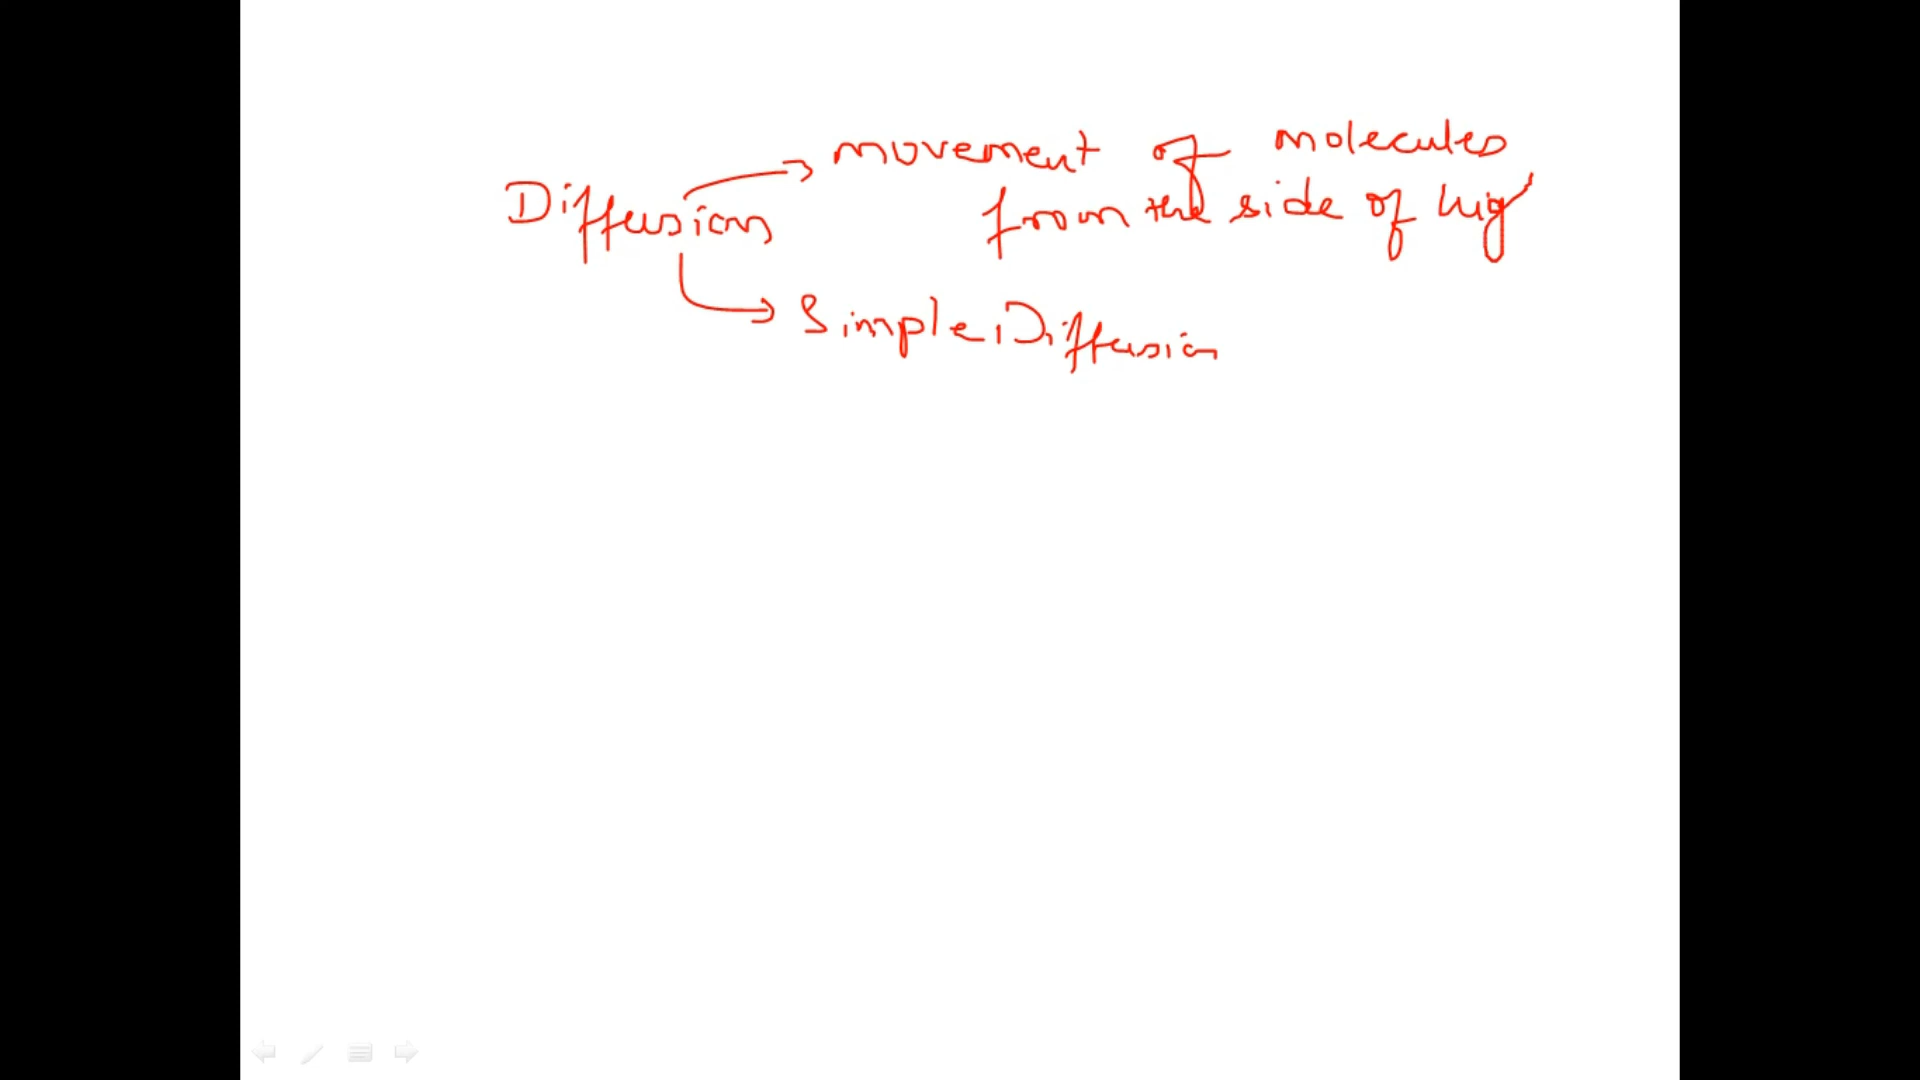 movement of molecules
Diffusion from the side of hig
Simple Diffusion